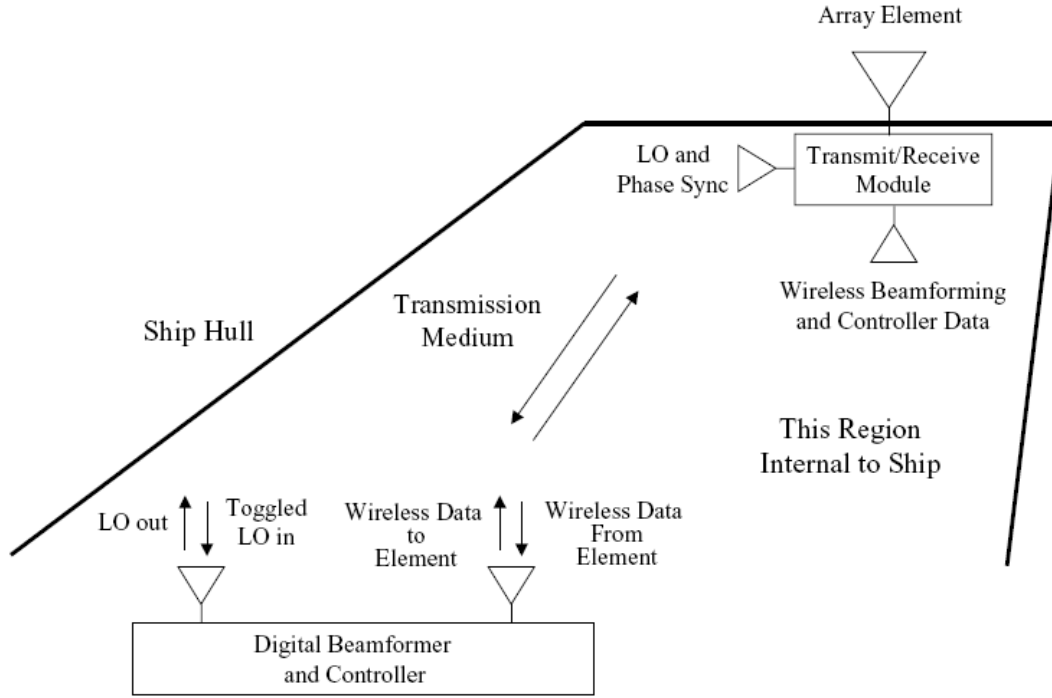 Array Element
LO and
Phase Sync
Transmit/Receive
Module
Wireless Beamforming
and Controller Data
Transmission
Medium
Ship Hull
This Region
Internal to Ship
LO out
Toggled
LO in
Wireless Data
to
Element
Wireless Data
From
Element
Digital Beamformer
and Controller